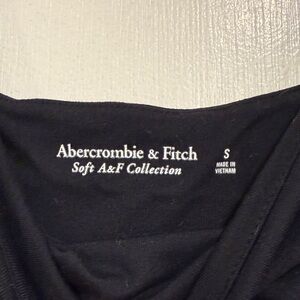 Abercrombie & Fitch
Soft A&F Collection
S
MADE IN
VIETNAM